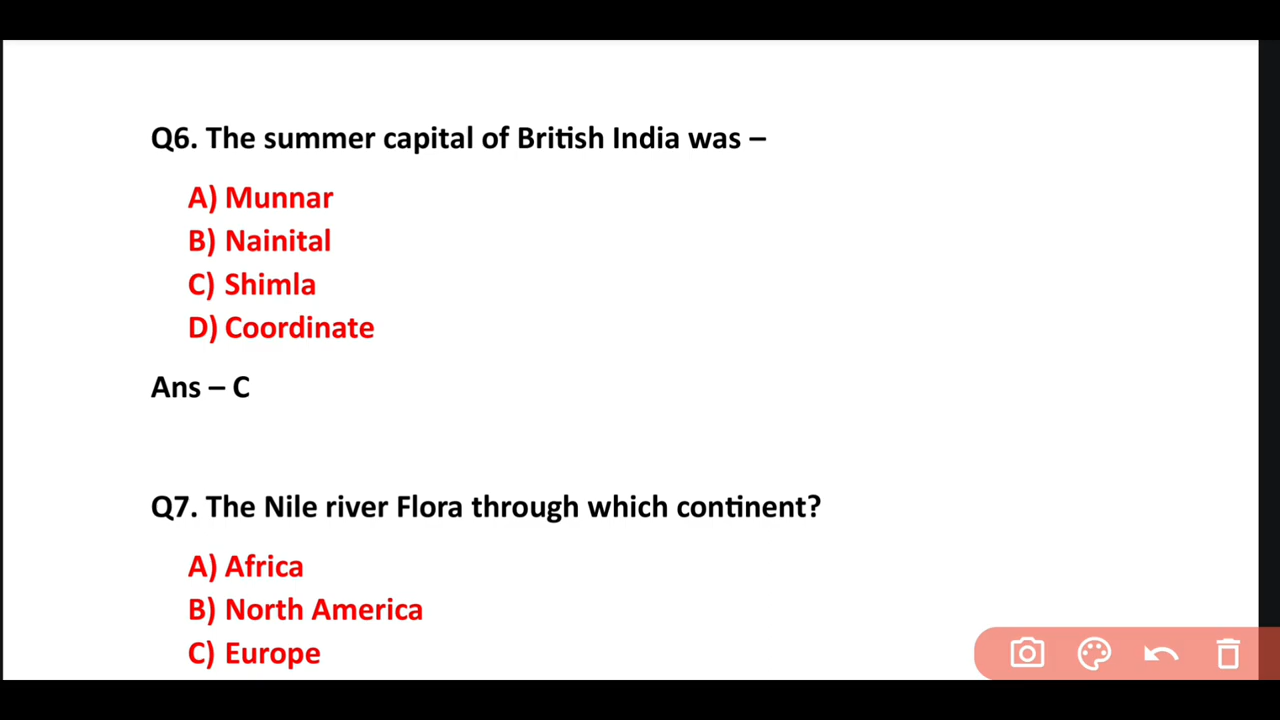 Q6. The summer capital of British India was –
A) Munnar
B) Nainital
C) Shimla
D) Coordinate
Ans – C
Q7. The Nile river Flora through which continent?
A) Africa
B) North America
C) Europe